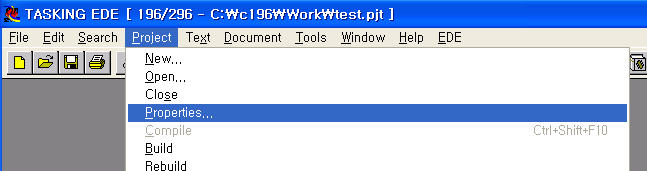 TASKING EDE [ 196/296 - C:₩c196₩Work₩test.pjt ]
File Edit Search Project Text Document Tools Window Help EDE
New...
Open...
Close
Properties...
Compile Ctrl+Shift+F10
Build
Rebuild